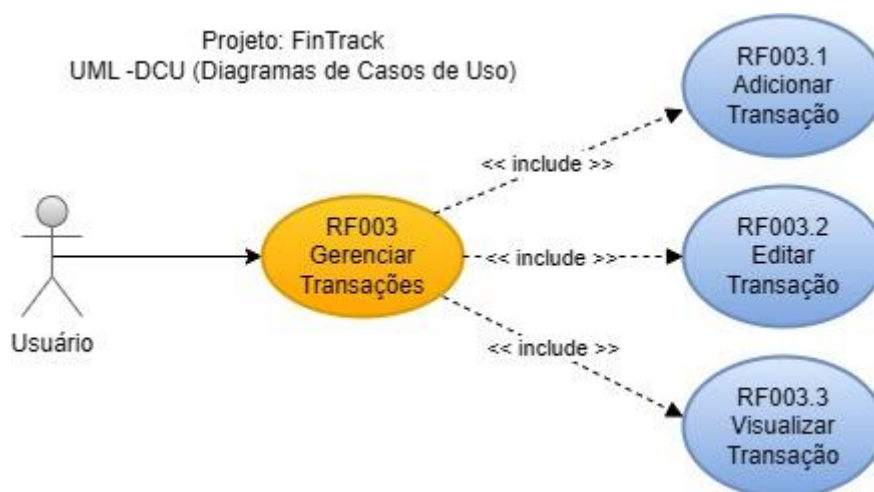 Projeto: FinTrack
UML -DCU (Diagramas de Casos de Uso)
RF003.1
Adicionar
Transação
<< include >>
RF003
Gerenciar
Transações
<< include >>
RF003.2
Editar
Transação
Usuário
<< include >>
RF003.3
Visualizar
Transação